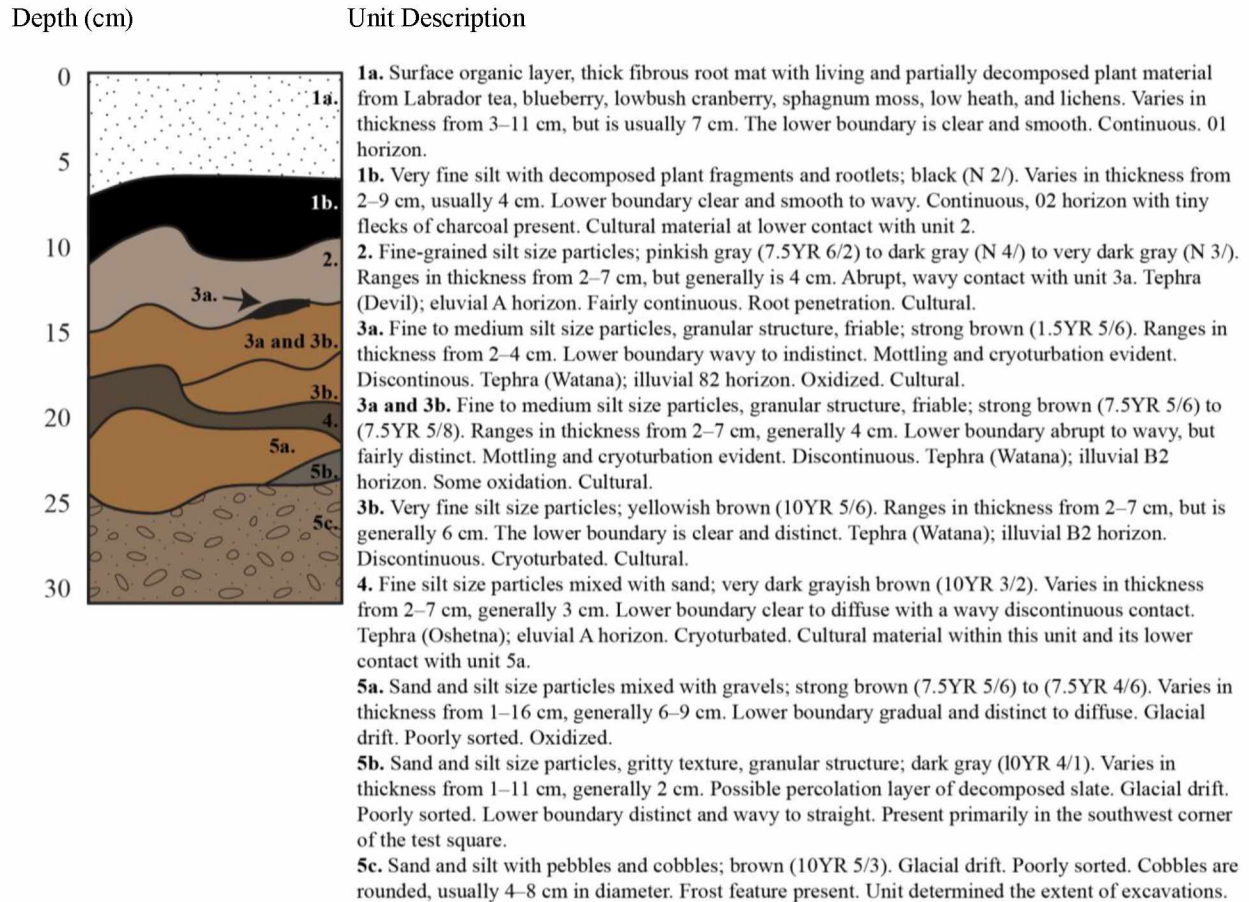 Depth (cm)
Unit Description
0
5
10
15
20
25
30
1a.
1b.
2.
3a.
3a and 3b.
3b.
4.
5a.
5b.
5c.
1a. Surface organic layer, thick fibrous root mat with living and partially decomposed plant material
from Labrador tea, blueberry, lowbush cranberry, sphagnum moss, low heath, and lichens. Varies in
thickness from 3–11 cm, but is usually 7 cm. The lower boundary is clear and smooth. Continuous. 01
horizon.
1b. Very fine silt with decomposed plant fragments and rootlets; black (N 2/). Varies in thickness from
2–9 cm, usually 4 cm. Lower boundary clear and smooth to wavy. Continuous, 02 horizon with tiny
flecks of charcoal present. Cultural material at lower contact with unit 2.
2. Fine-grained silt size particles; pinkish gray (7.5YR 6/2) to dark gray (N 4/) to very dark gray (N 3/).
Ranges in thickness from 2–7 cm, but generally is 4 cm. Abrupt, wavy contact with unit 3a. Tephra
(Devil); eluvial A horizon. Fairly continuous. Root penetration. Cultural.
3a. Fine to medium silt size particles, granular structure, friable; strong brown (1.5YR 5/6). Ranges in
thickness from 2–4 cm. Lower boundary wavy to indistinct. Mottling and cryoturbation evident.
Discontinous. Tephra (Watana); illuvial 82 horizon. Oxidized. Cultural.
3a and 3b. Fine to medium silt size particles, granular structure, friable; strong brown (7.5YR 5/6) to
(7.5YR 5/8). Ranges in thickness from 2–7 cm, generally 4 cm. Lower boundary abrupt to wavy, but
fairly distinct. Mottling and cryoturbation evident. Discontinuous. Tephra (Watana); illuvial B2
horizon. Some oxidation. Cultural.
3b. Very fine silt size particles; yellowish brown (10YR 5/6). Ranges in thickness from 2–7 cm, but is
generally 6 cm. The lower boundary is clear and distinct. Tephra (Watana); illuvial B2 horizon.
Discontinuous. Cryoturbated. Cultural.
4. Fine silt size particles mixed with sand; very dark grayish brown (10YR 3/2). Varies in thickness
from 2–7 cm, generally 3 cm. Lower boundary clear to diffuse with a wavy discontinuous contact.
Tephra (Oshetna); eluvial A horizon. Cryoturbated. Cultural material within this unit and its lower
contact with unit 5a.
5a. Sand and silt size particles mixed with gravels; strong brown (7.5YR 5/6) to (7.5YR 4/6). Varies in
thickness from 1–16 cm, generally 6–9 cm. Lower boundary gradual and distinct to diffuse. Glacial
drift. Poorly sorted. Oxidized.
5b. Sand and silt size particles, gritty texture, granular structure; dark gray (l0YR 4/1). Varies in
thickness from 1–11 cm, generally 2 cm. Possible percolation layer of decomposed slate. Glacial drift.
Poorly sorted. Lower boundary distinct and wavy to straight. Present primarily in the southwest corner
of the test square.
5c. Sand and silt with pebbles and cobbles; brown (10YR 5/3). Glacial drift. Poorly sorted. Cobbles are
rounded, usually 4–8 cm in diameter. Frost feature present. Unit determined the extent of excavations.